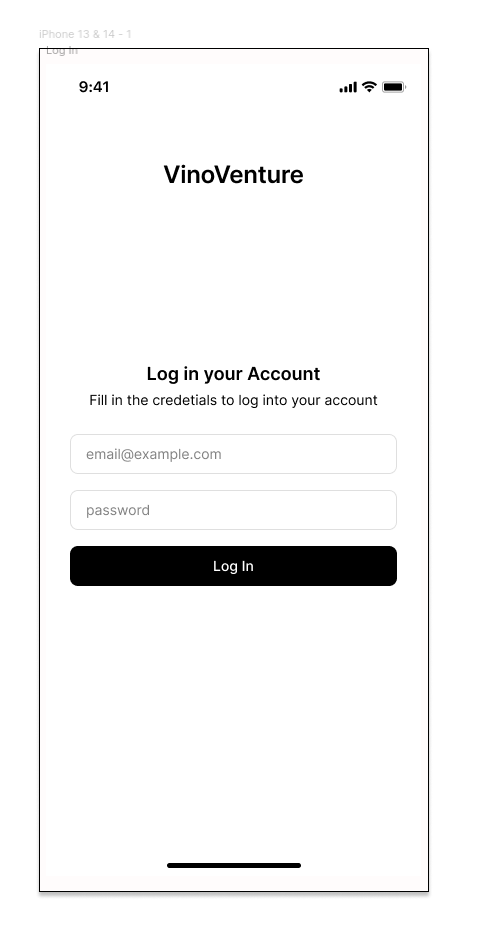 iPhone 13 & 14 - 1
Log In
9:41
VinoVenture
Log in your Account
Fill in the credetials to log into your account
email@example.com
password
Log In